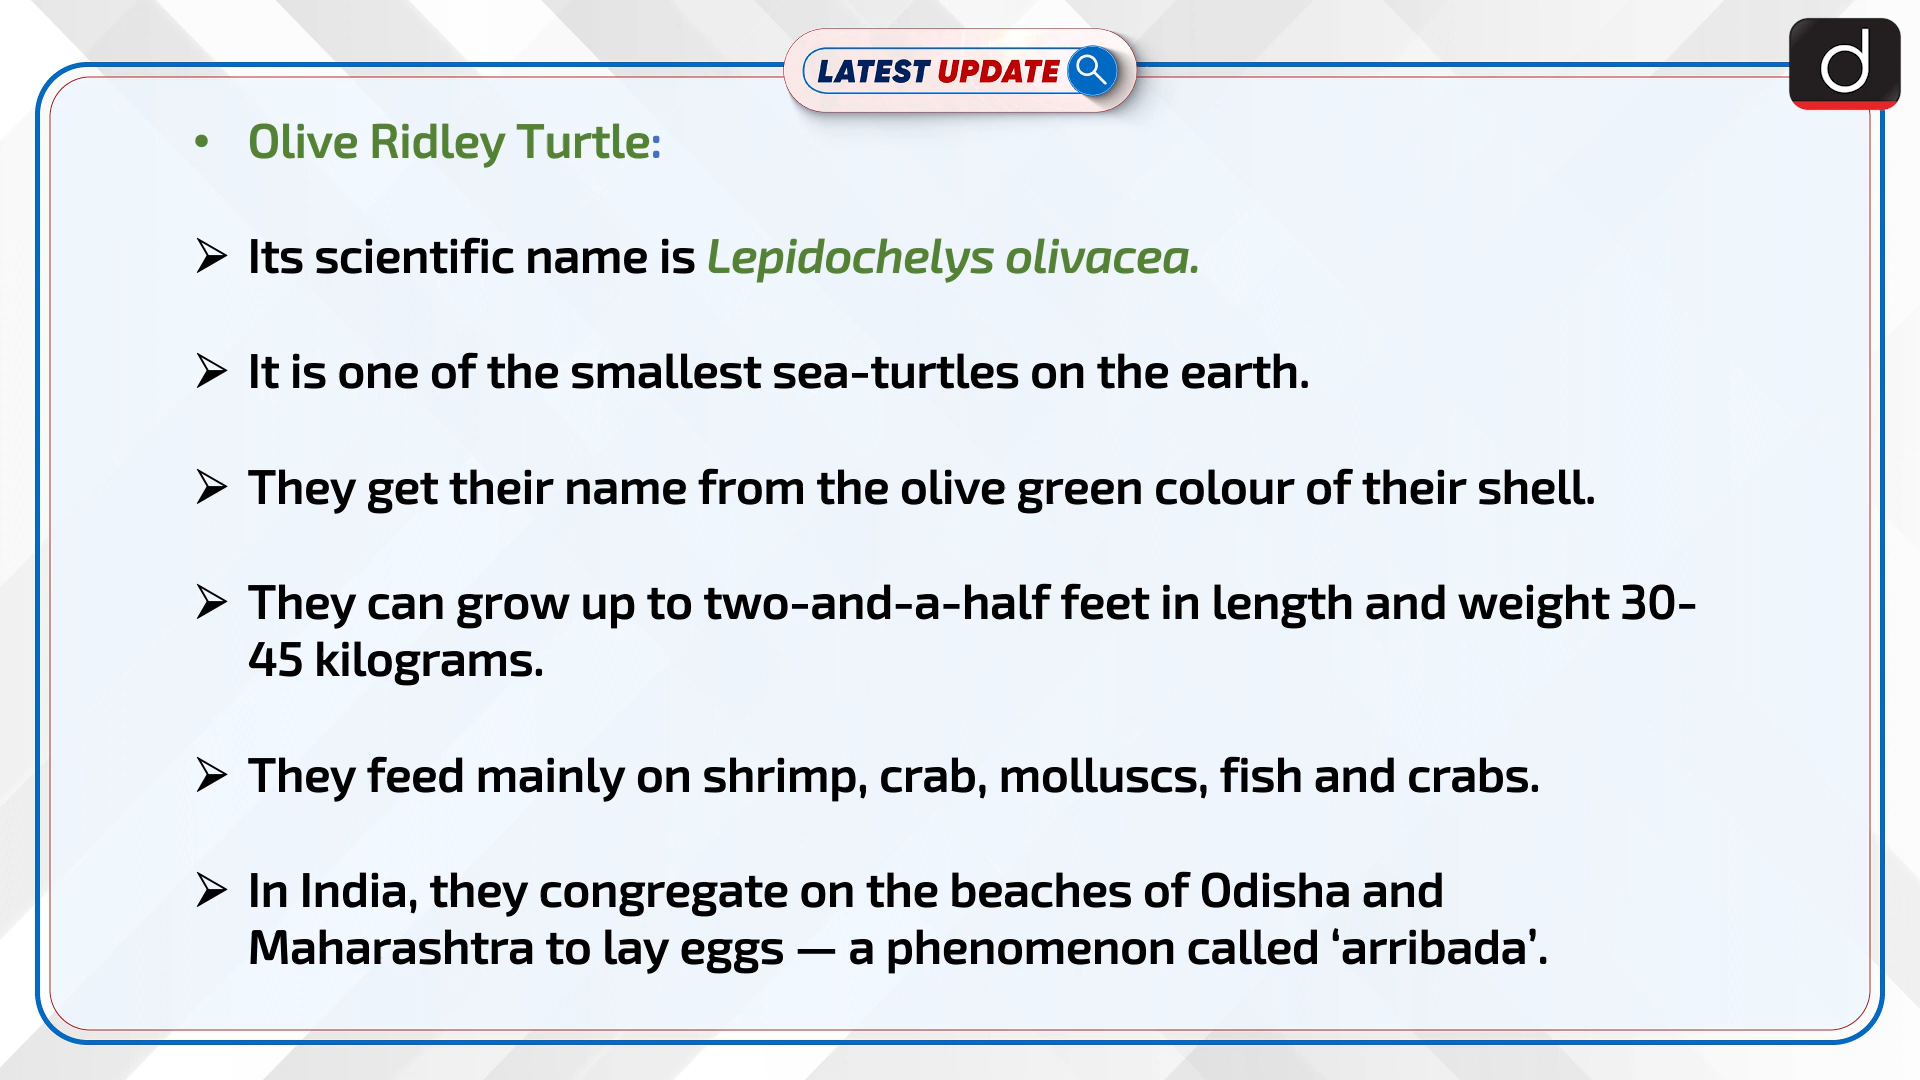 LATEST UPDATE
d
• Olive Ridley Turtle:
➢ Its scientific name is Lepidochelys olivacea.
➢ It is one of the smallest sea-turtles on the earth.
➢ They get their name from the olive green colour of their shell.
➢ They can grow up to two-and-a-half feet in length and weight 30-
45 kilograms.
➢ They feed mainly on shrimp, crab, molluscs, fish and crabs.
➢ In India, they congregate on the beaches of Odisha and
Maharashtra to lay eggs — a phenomenon called ‘arribada’.